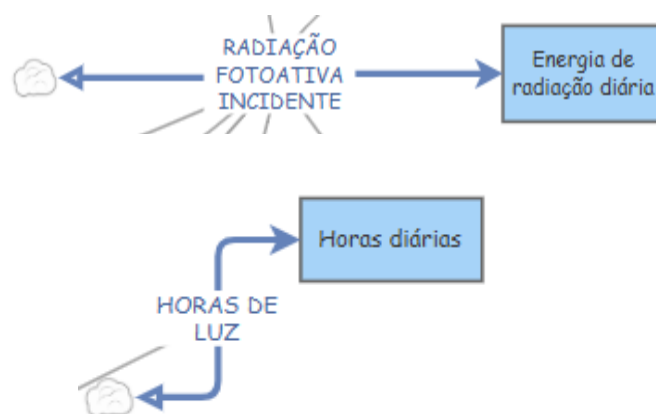 RADIAÇÃO
FOTOATIVA
INCIDENTE
Energia de
radiação diária
Horas diárias
HORAS DE
LUZ